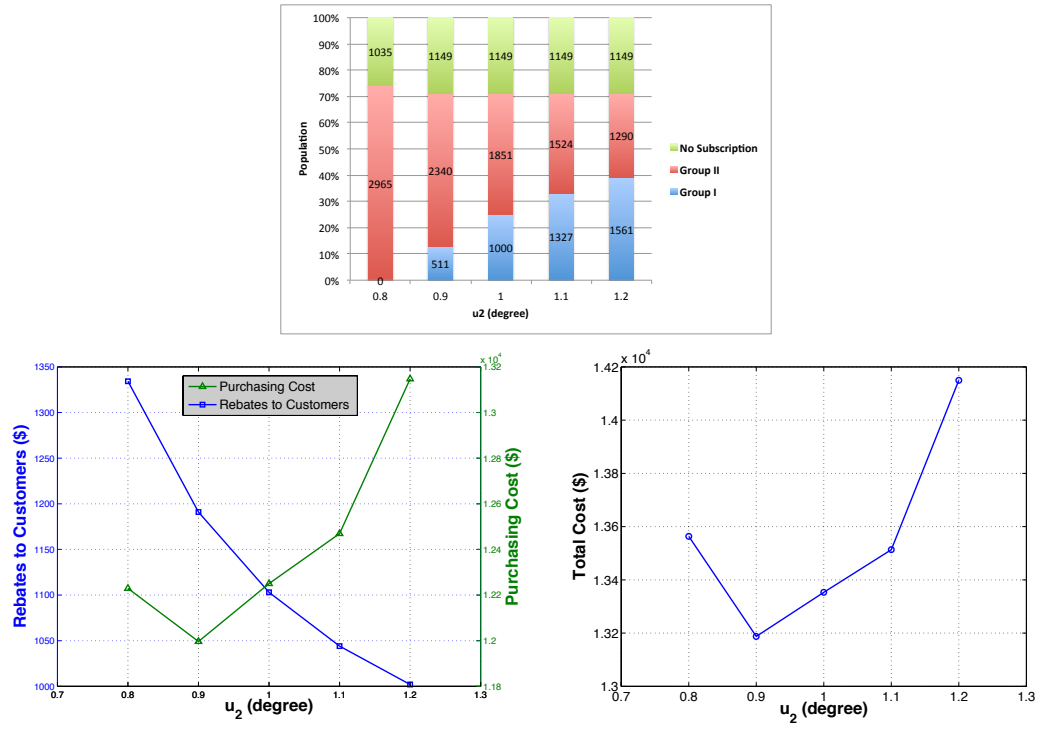 100%
90%
80%
70%
60%
50%
40%
30%
20%
10%
0%
Population
1035 1149 1149 1149 1149
2965 2340 1851 1524 1290
0 511 1000 1327 1561
0.8 0.9 1 1.1 1.2
u2 (degree)
No Subscription
Group II
Group I
1350
1300
1250
1200
1150
1100
1050
1000
Rebates to Customers ($)
Purchasing Cost
Rebates to Customers
x 10^4
1.32
1.3
1.28
1.26
1.24
1.22
1.2
1.18
Purchasing Cost ($)
0.7 0.8 0.9 1 1.1 1.2 1.3
u_2 (degree)
x 10^4
1.42
1.4
1.38
1.36
1.34
1.32
1.3
Total Cost ($)
0.7 0.8 0.9 1 1.1 1.2 1.3
u_2 (degree)